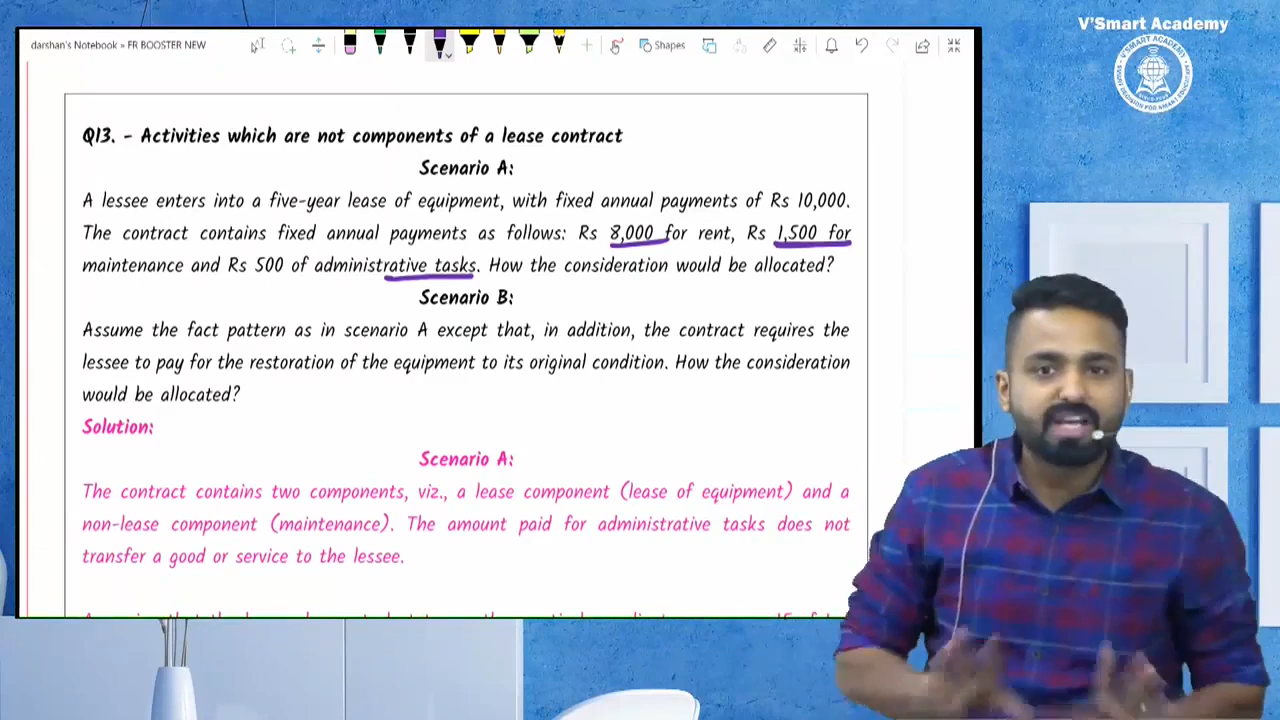 V'Smart Academy
darshan's Notebook » FR BOOSTER NEW
Shapes
Q13. - Activities which are not components of a lease contract
Scenario A:
A lessee enters into a five-year lease of equipment, with fixed annual payments of Rs 10,000.
The contract contains fixed annual payments as follows: Rs 8,000 for rent, Rs 1,500 for
maintenance and Rs 500 of administrative tasks. How the consideration would be allocated?
Scenario B:
Assume the fact pattern as in scenario A except that, in addition, the contract requires the
lessee to pay for the restoration of the equipment to its original condition. How the consideration
would be allocated?
Solution:
Scenario A:
The contract contains two components, viz., a lease component (lease of equipment) and a
non-lease component (maintenance). The amount paid for administrative tasks does not
transfer a good or service to the lessee.